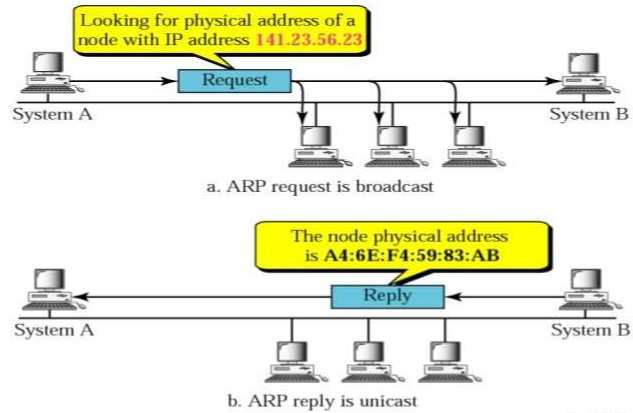 Looking for physical address of a
node with IP address 141.23.56.23
Request
System A
System B
a. ARP request is broadcast
The node physical address
is A4:6E:F4:59:83:AB
Reply
System A
System B
b. ARP reply is unicast